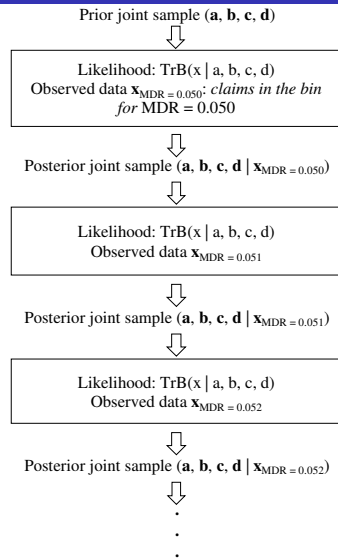 Prior joint sample (a, b, c, d)
Likelihood: TrB(x | a, b, c, d)
Observed data x_MDR = 0.050: claims in the bin
for MDR = 0.050
Posterior joint sample (a, b, c, d | x_MDR = 0.050)
Likelihood: TrB(x | a, b, c, d)
Observed data x_MDR = 0.051
Posterior joint sample (a, b, c, d | x_MDR = 0.051)
Likelihood: TrB(x | a, b, c, d)
Observed data x_MDR = 0.052
Posterior joint sample (a, b, c, d | x_MDR = 0.052)
.
.
.